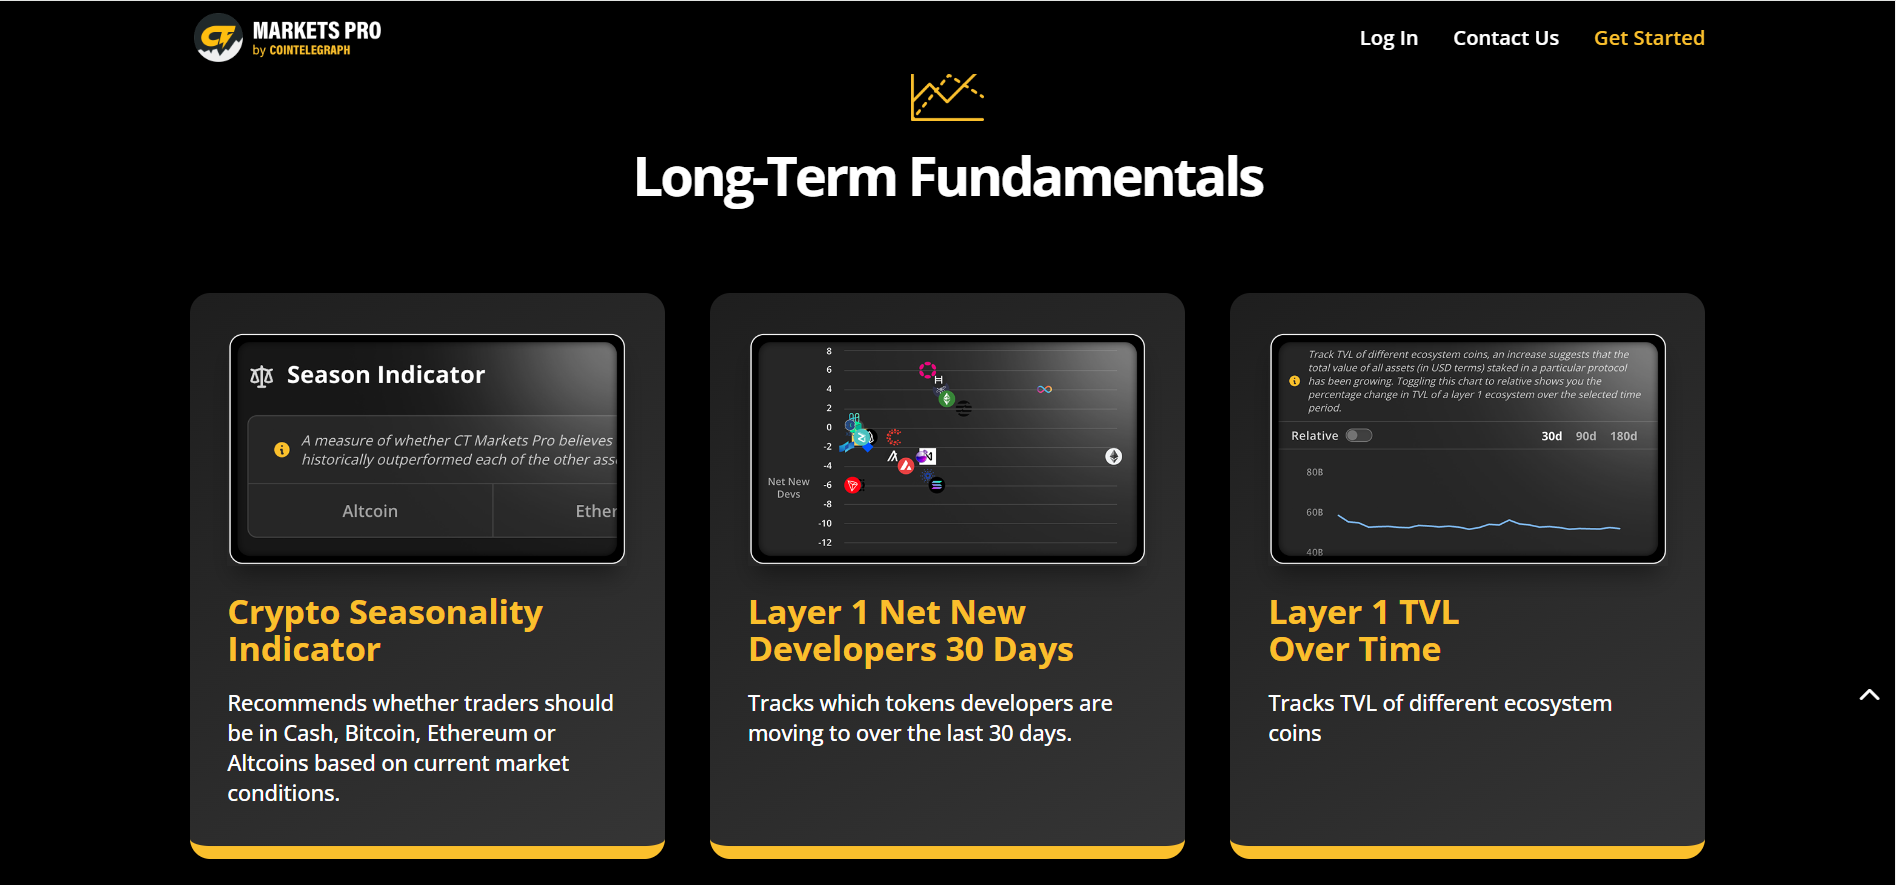 MARKETS PRO
by COINTELEGRAPH
Log In
Contact Us
Get Started
Long-Term Fundamentals
Season Indicator
A measure of whether CT Markets Pro believes
historically outperformed each of the other
Altcoin
Ether
Crypto Seasonality
Indicator
Recommends whether traders should
be in Cash, Bitcoin, Ethereum or
Altcoins based on current market
conditions.
8
6
4
2
0
-2
-4
-6
-8
-10
-12
Net New
Devs
Layer 1 Net New
Developers 30 Days
Tracks which tokens developers are
moving to over the last 30 days.
Track TVL of different ecosystem coins, an increase suggests that the
total value of all assets (in USD terms) staked in a particular protocol
has been growing. Toggling this chart to relative shows you the
percentage change in TVL of a layer 1 ecosystem over the selected time
period.
Relative
30d
90d
180d
80B
60B
40B
Layer 1 TVL
Over Time
Tracks TVL of different ecosystem
coins